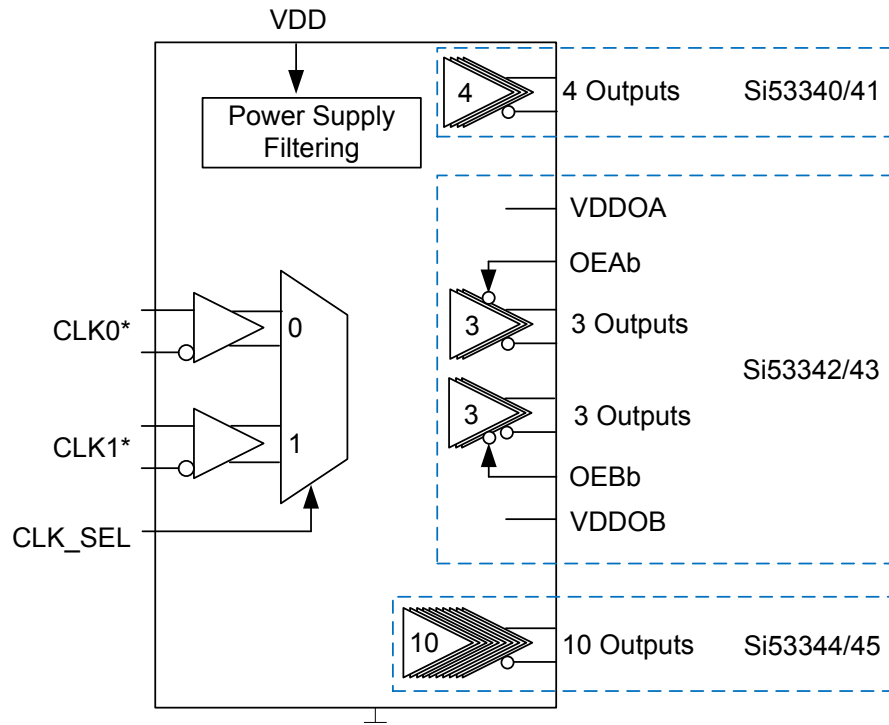 VDD
Power Supply
Filtering
4
4 Outputs
Si53340/41
VDDOA
OEAb
3
3 Outputs
Si53342/43
3
3 Outputs
OEBb
VDDOB
CLK0*
0
CLK1*
1
CLK_SEL
10
10 Outputs
Si53344/45